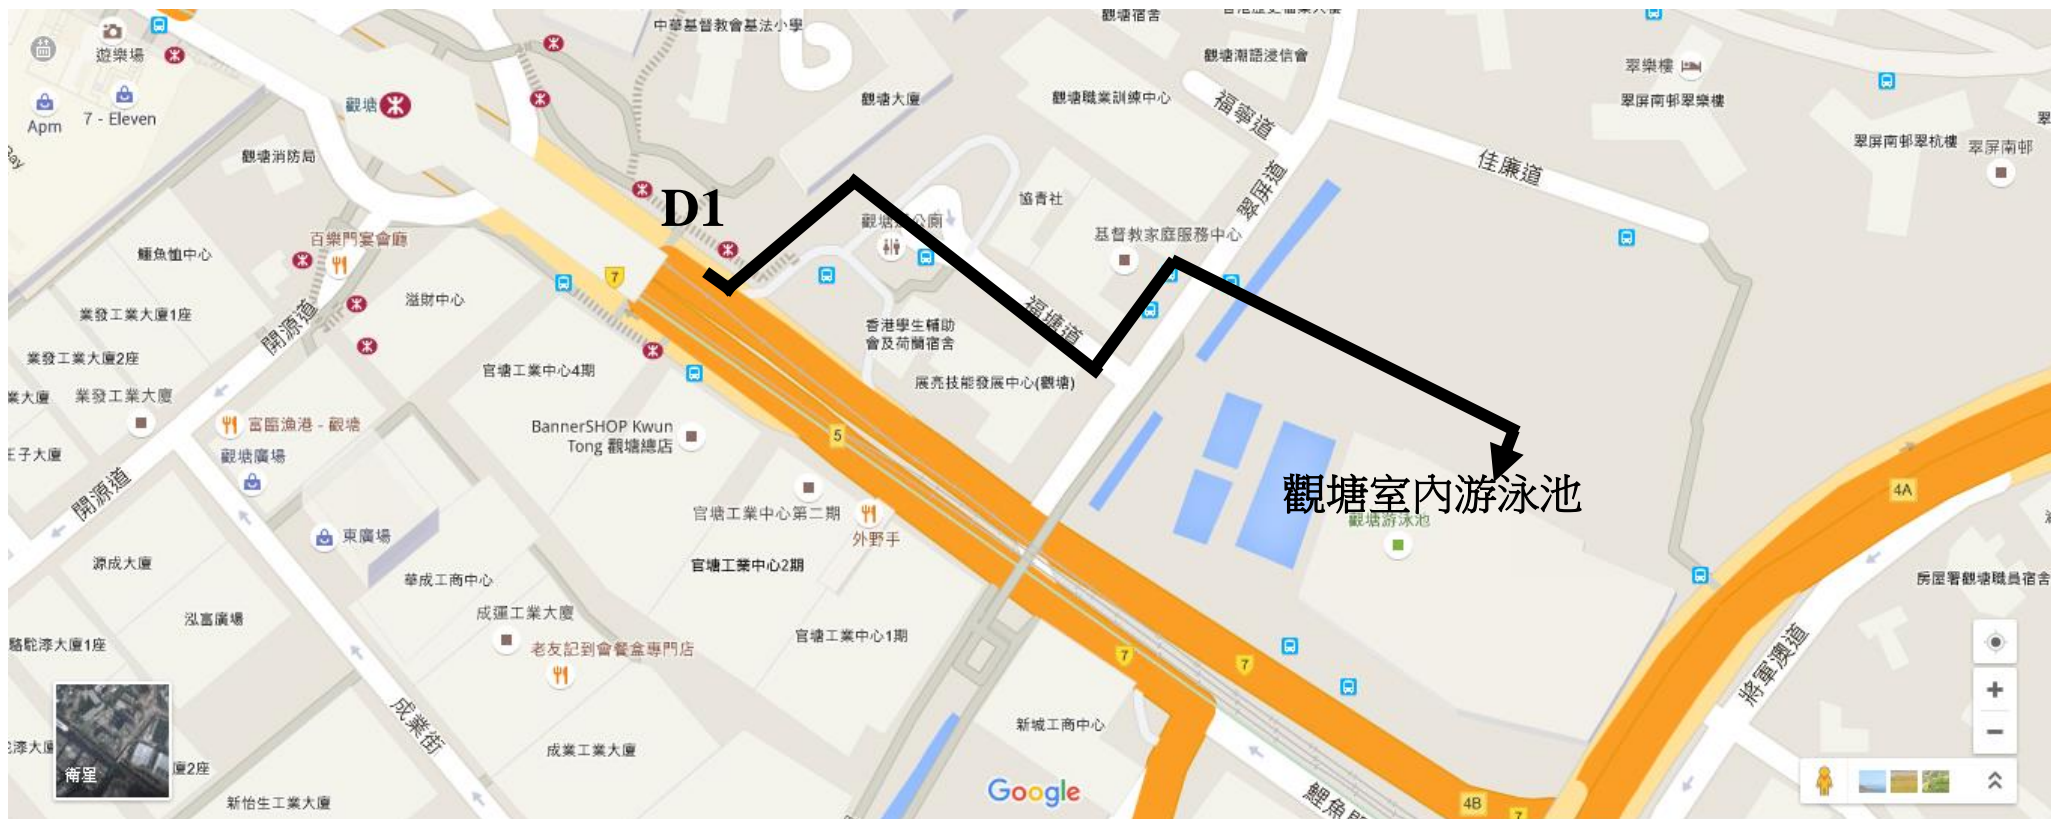 中華基督教會基法小學
觀塘宿舍
遊樂場
觀塘潮語浸信會
翠樂樓
翠屏南邨翠樂樓
Apm
7 - Eleven
觀塘
觀塘大廈
觀塘職業訓練中心
福寧道
翠屏南邨翠杭樓
翠屏南邨
觀塘消防局
佳廉道
翠屏道
協青社
D1
基督教家庭服務中心
百樂門宴會廳
鱷魚恤中心
溢財中心
7
業發工業大廈1座
開源道
福塘道
香港學生輔助
會及荷蘭宿舍
業發工業大廈2座
官塘工業中心4期
展亮技能發展中心(觀塘)
業發工業大廈
富臨漁港 - 觀塘
BannerSHOP Kwun
Tong 觀塘總店
5
觀塘廣場
開源道
觀塘室內游泳池
觀塘游泳池
4A
官塘工業中心第二期
外野手
東廣場
源成大廈
華成工商中心
官塘工業中心2期
房屋署觀塘職員宿舍
泓富廣場
成運工業大廈
官塘工業中心1期
駱駝漆大廈1座
老友記到會餐盒專門店
7
7
將軍澳道
成業街
新城工商中心
成業工業大廈
衛星
廈2座
新怡生工業大廈
Google
4B
7